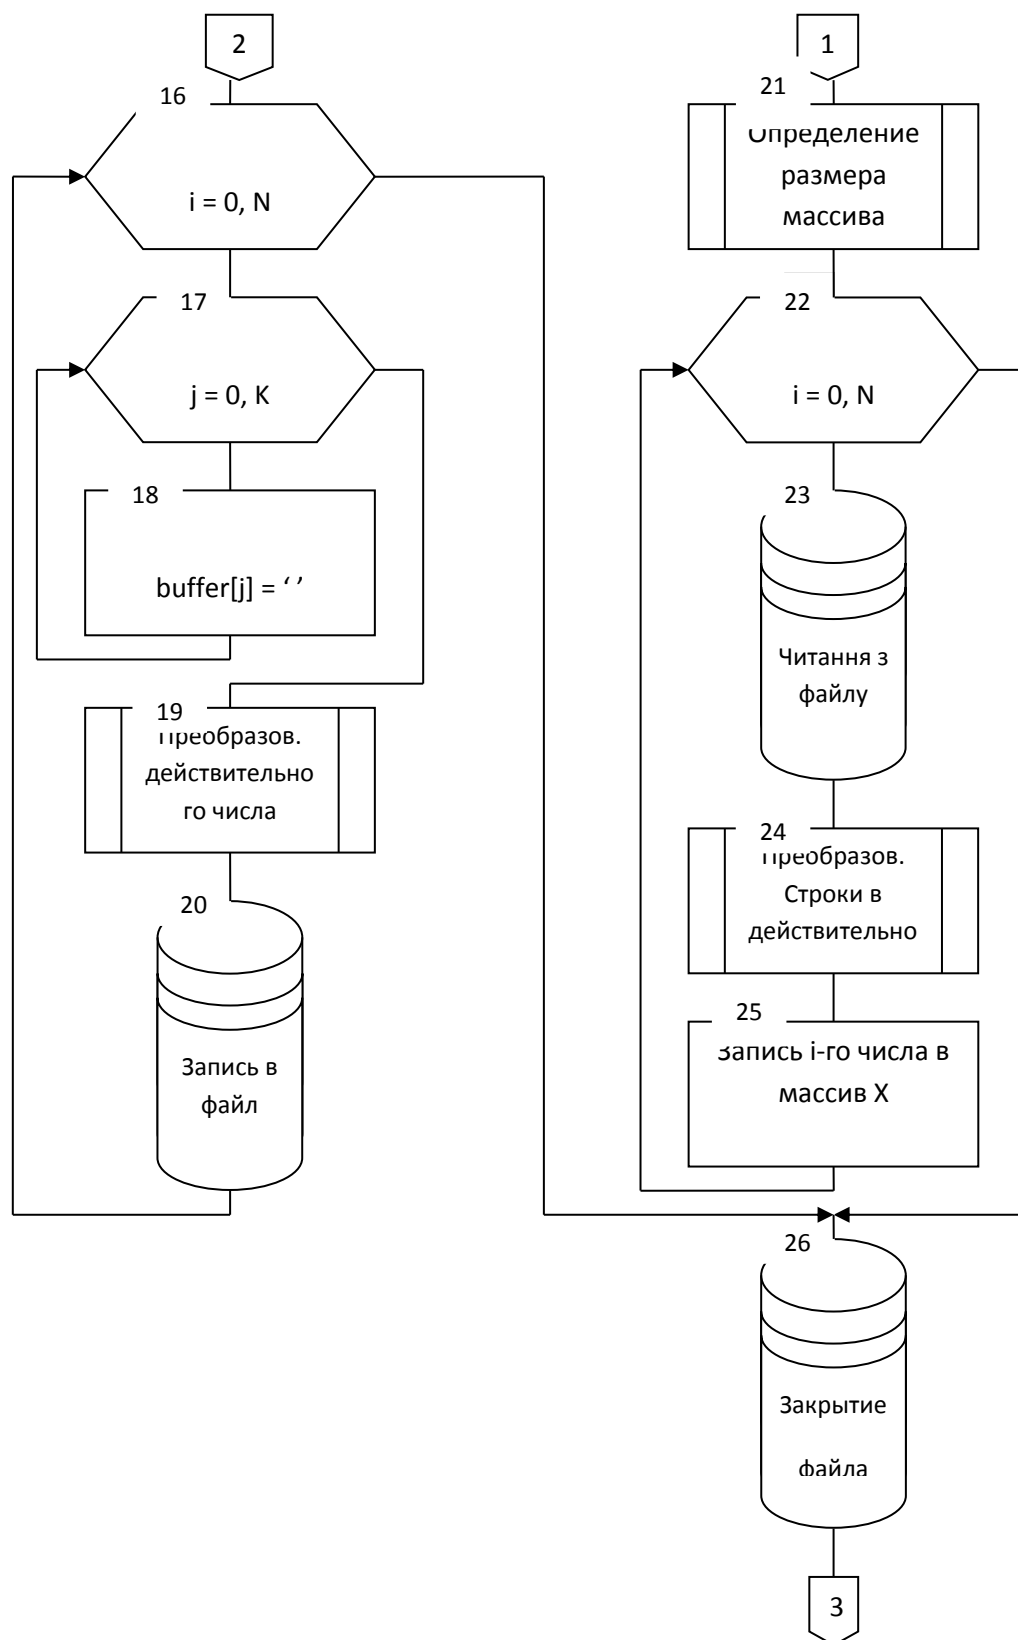 2
16
i = 0, N
17
j = 0, K
18
buffer[j] = ‘ ’
19
Преобразов.
действительно
го числа
20
Запись в
файл
1
21
Определение
размера
массива
22
i = 0, N
23
Читання з
файлу
24
Преобразов.
Строки в
действительно
25
Запись i-го числа в
массив X
26
Закрытие
файла
3